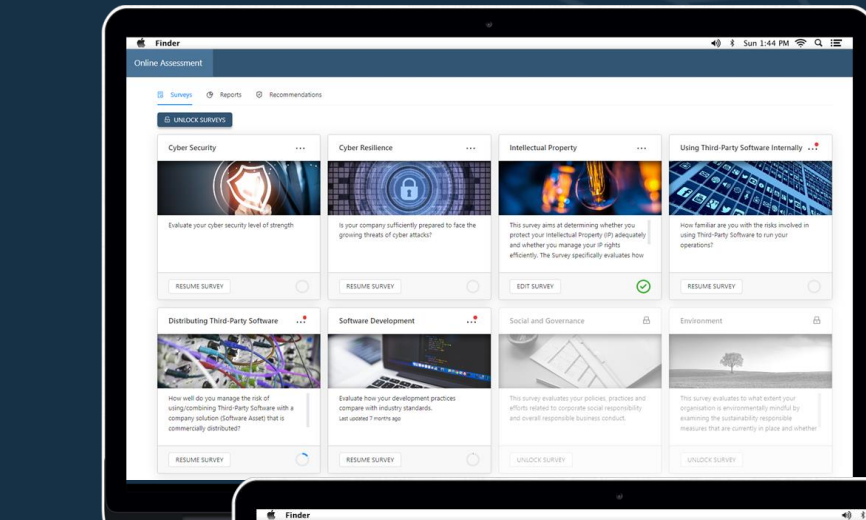 Finder
Sun 1:44 PM
Online Assessment
Surveys Reports Recommendations
UNLOCK SURVEYS
Cyber Security
Evaluate your cyber security level of strength
RESUME SURVEY
Cyber Resilience
Is your company sufficiently prepared to face the
growing threats of cyber attacks?
RESUME SURVEY
Intellectual Property
This survey aims at determining whether you
protect your Intellectual Property (IP) adequately
and whether you manage your IP rights
efficiently. The Survey specifically evaluates how
EDIT SURVEY
Using Third-Party Software Internally
How familiar are you with the risks involved in
using Third-Party Software to run your
operations?
RESUME SURVEY
Distributing Third-Party Software
How well do you manage the risk of
using/combining Third-Party Software with a
company solution (Software Asset) that is
commercially distributed?
RESUME SURVEY
Software Development
Evaluate how your development practices
compare with industry standards.
Last updated 7 months ago
RESUME SURVEY
Social and Governance
This survey evaluates your policies, practices and
efforts related to corporate social responsibility
and overall responsible business conduct.
UNLOCK SURVEY
Environment
This survey evaluates to what extent your
organisation is environmentally mindful by
examining the sustainability responsible
measures that are currently in place and whether
UNLOCK SURVEY
Finder